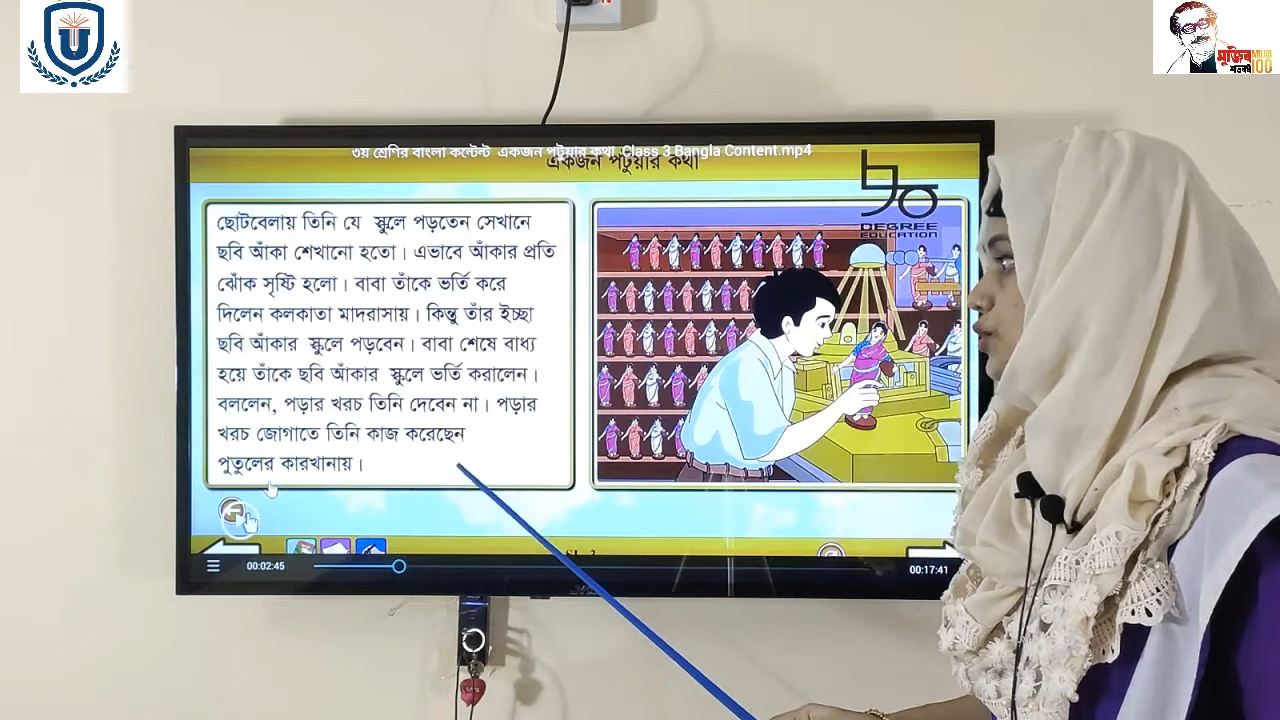 U
মুজিব MUJIB
শতবর্ষ 100
৩য় শ্রেণির বাংলা কন্টেন্ট একজন পটুয়ার কথা Class 3 Bangla Content.mp4
একজন পটুয়ার কথা
ছোটবেলায় তিনি যে স্কুলে পড়তেন সেখানে
ছবি আঁকা শেখানো হতো। এভাবে আঁকার প্রতি
ঝোঁক সৃষ্টি হলো। বাবা তাঁকে ভর্তি করে
দিলেন কলকাতা মাদরাসায়। কিন্তু তাঁর ইচ্ছা
ছবি আঁকার স্কুলে পড়বেন। বাবা শেষে বাধ্য
হয়ে তাঁকে ছবি আঁকার স্কুলে ভর্তি করালেন।
বললেন, পড়ার খরচ তিনি দেবেন না। পড়ার
খরচ জোগাতে তিনি কাজ করেছেন
পুতুলের কারখানায়।
DEGREE
EDUCATION
00:02:45
00:17:41